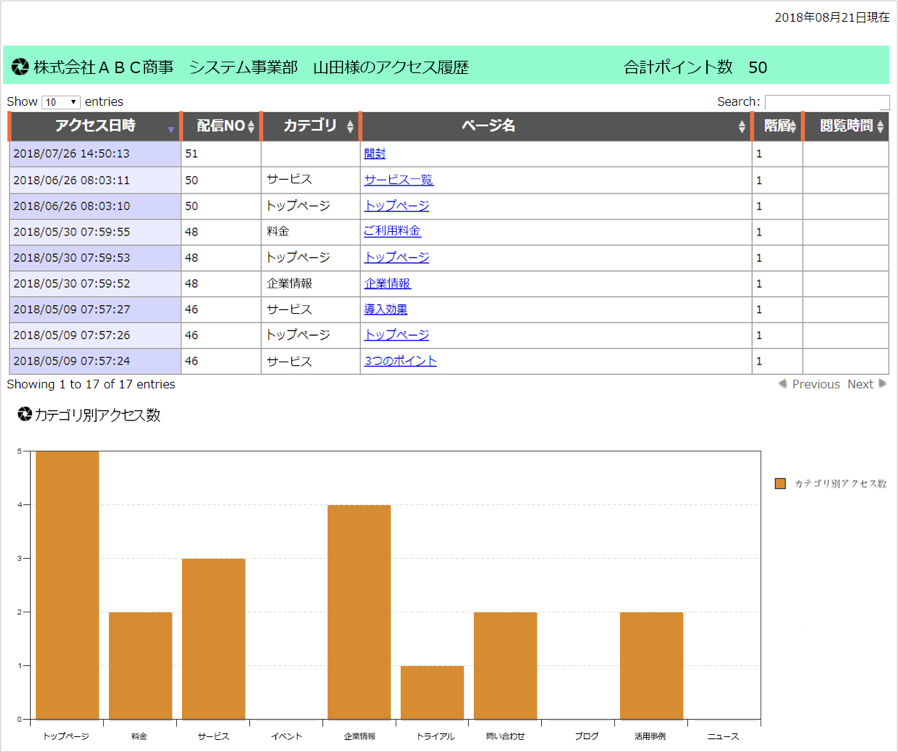 2018年08月21日現在
株式会社ＡＢＣ商事　システム事業部　山田様のアクセス履歴　合計ポイント数　50
Show 10 entries Search:
アクセス日時 配信NO カテゴリ ページ名 階層 閲覧時間
2018/07/26 14:50:13 51 開封 1
2018/06/26 08:03:11 50 サービス サービス一覧 1
2018/06/26 08:03:10 50 トップページ トップページ 1
2018/05/30 07:59:55 48 料金 ご利用料金 1
2018/05/30 07:59:53 48 トップページ トップページ 1
2018/05/30 07:59:52 48 企業情報 企業情報 1
2018/05/09 07:57:27 46 サービス 導入効果 1
2018/05/09 07:57:26 46 トップページ トップページ 1
2018/05/09 07:57:24 46 サービス 3つのポイント 1
Showing 1 to 17 of 17 entries Previous Next
カテゴリ別アクセス数
5
カテゴリ別アクセス数
4
3
2
1
0
トップページ 料金 サービス イベント 企業情報 トライアル 問い合わせ ブログ 活用事例 ニュース